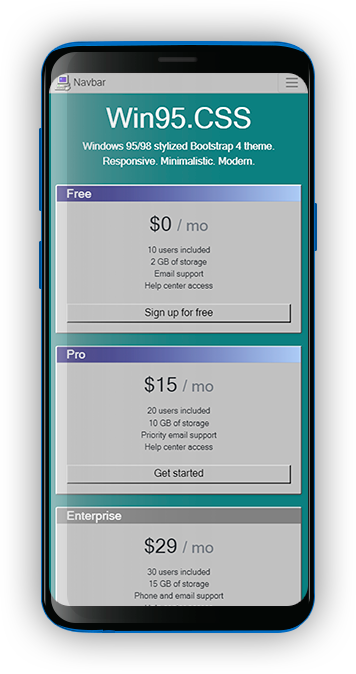 Navbar
Win95.CSS
Windows 95/98 stylized Bootstrap 4 theme.
Responsive. Minimalistic. Modern.
Free
$0 / mo
10 users included
2 GB of storage
Email support
Help center access
Sign up for free
Pro
$15 / mo
20 users included
10 GB of storage
Priority email support
Help center access
Get started
Enterprise
$29 / mo
30 users included
15 GB of storage
Phone and email support